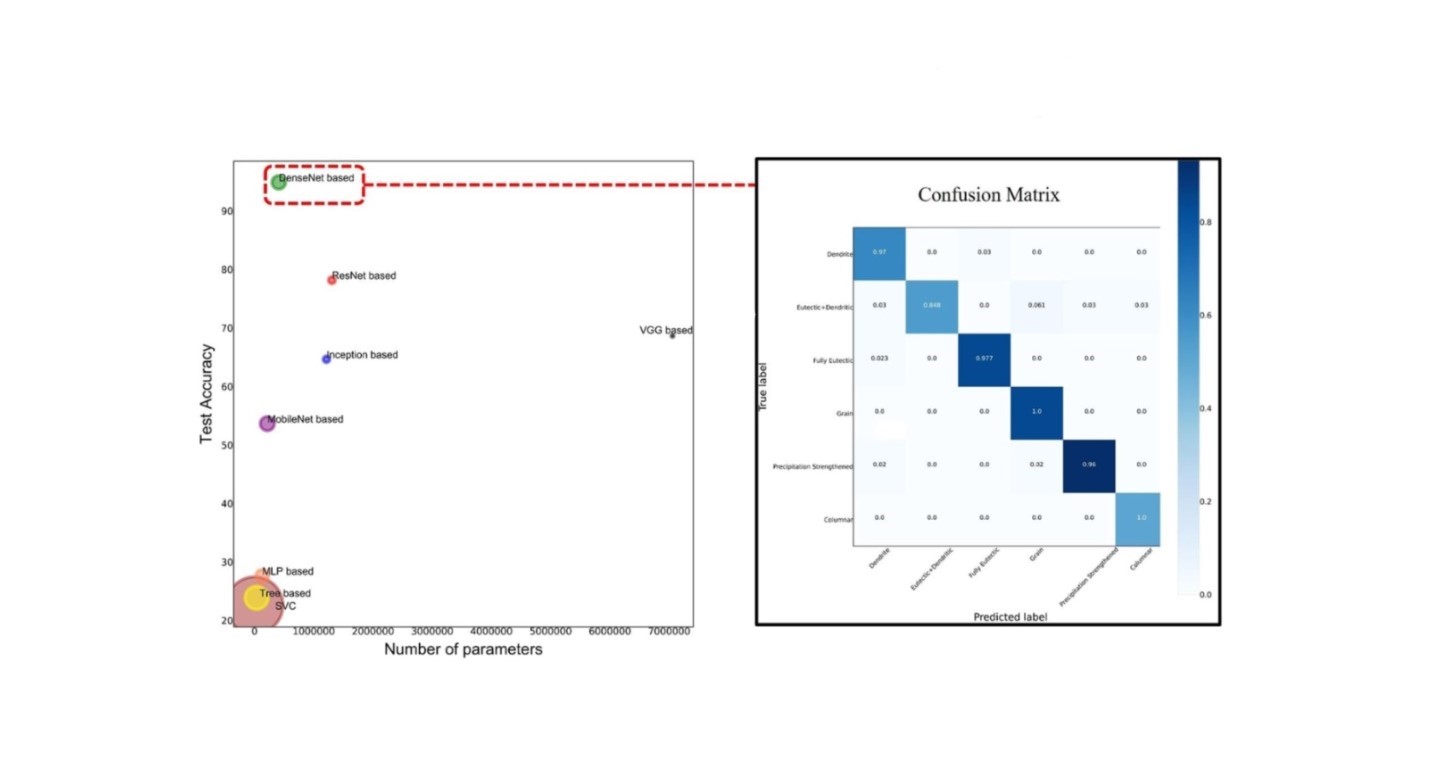 DenseNet based
90
80
ResNet based
70
VGG based
Inception based
60
MobileNet based
50
40
30
MLP based
Tree based
SVC
20
0 1000000 2000000 3000000 4000000 5000000 6000000 7000000
Number of parameters
Test Accuracy
Confusion Matrix
Dendrite 0.97 0.0 0.03 0.0 0.0 0.0
Eutectic+Dendritic 0.03 0.848 0.0 0.061 0.03 0.03
Fully Eutectic 0.023 0.0 0.977 0.0 0.0 0.0
Grain 0.0 0.0 0.0 1.0 0.0 0.0
Precipitation Strengthened 0.02 0.0 0.0 0.02 0.96 0.0
Columnar 0.0 0.0 0.0 0.0 0.0 1.0
Dendrite
Eutectic+Dendritic
Fully Eutectic
Grain
Precipitation Strengthened
Columnar
True label
Predicted label
0.8
0.6
0.4
0.2
0.0